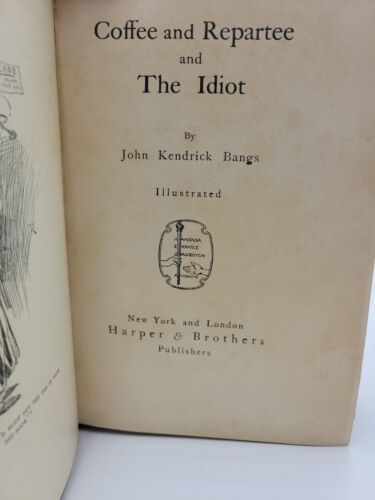 Coffee and Repartee
and
The Idiot
By
John Kendrick Bangs
Illustrated
New York and London
Harper & Brothers
Publishers